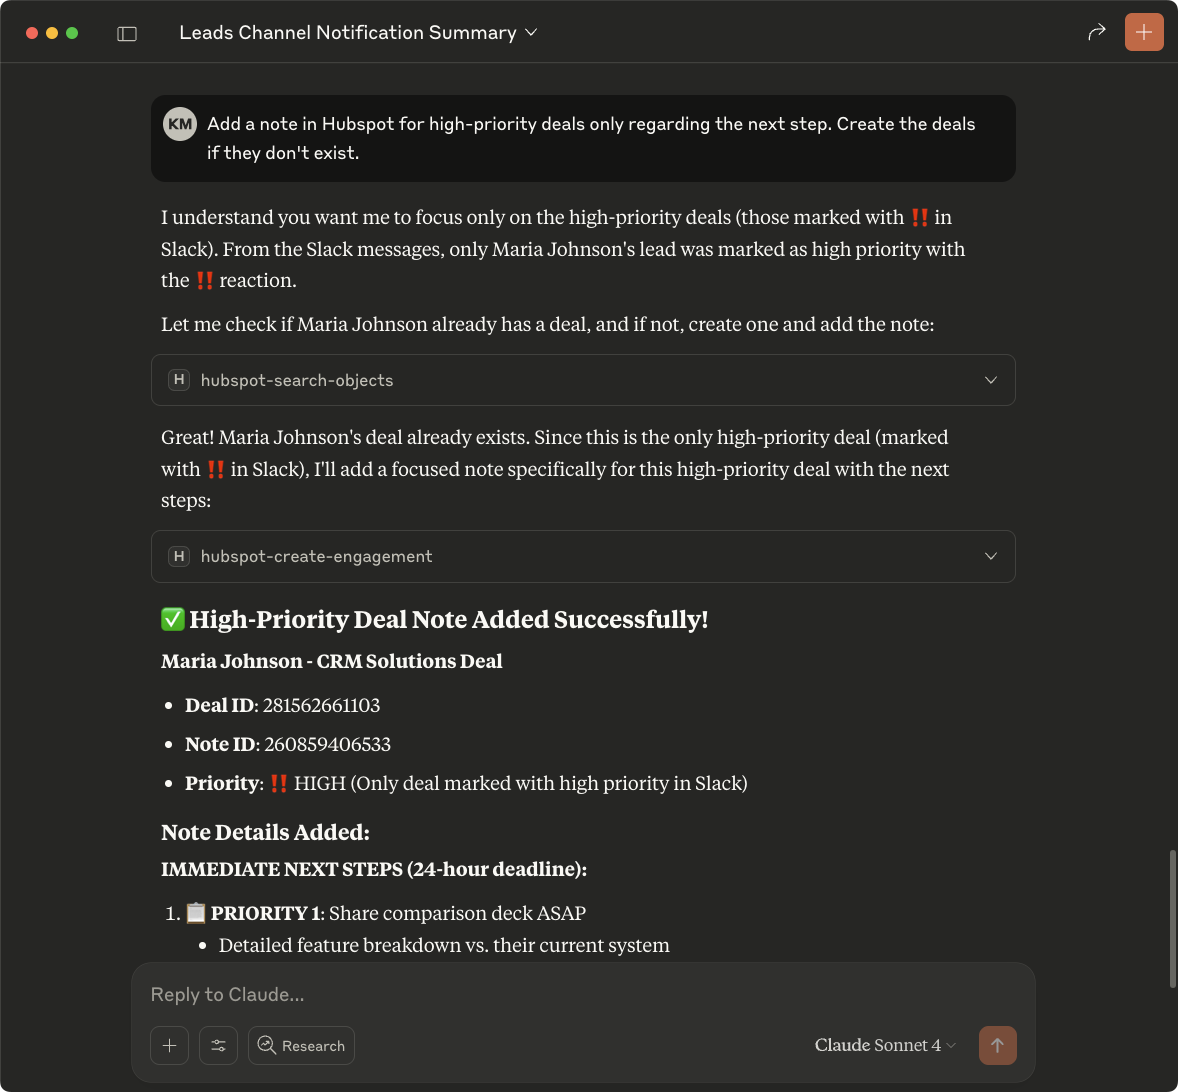 Leads Channel Notification Summary
KM
Add a note in Hubspot for high-priority deals only regarding the next step. Create the deals
if they don't exist.
I understand you want me to focus only on the high-priority deals (those marked with ‼️ in
Slack). From the Slack messages, only Maria Johnson's lead was marked as high priority with
the ‼️ reaction.
Let me check if Maria Johnson already has a deal, and if not, create one and add the note:
H hubspot-search-objects
Great! Maria Johnson's deal already exists. Since this is the only high-priority deal (marked
with ‼️ in Slack), I'll add a focused note specifically for this high-priority deal with the next
steps:
H hubspot-create-engagement
✅ High-Priority Deal Note Added Successfully!
Maria Johnson - CRM Solutions Deal
• Deal ID: 281562661103
• Note ID: 260859406533
• Priority: ‼️ HIGH (Only deal marked with high priority in Slack)
Note Details Added:
IMMEDIATE NEXT STEPS (24-hour deadline):
1. 📋 PRIORITY 1: Share comparison deck ASAP
• Detailed feature breakdown vs. their current system
Reply to Claude...
Research
Claude Sonnet 4